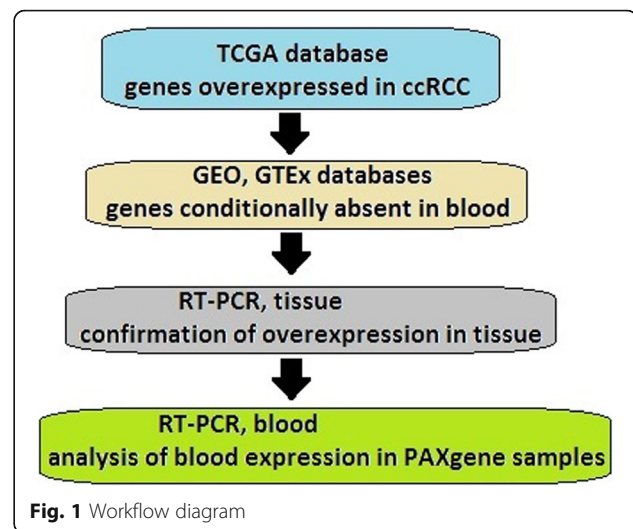 TCGA database
genes overexpressed in ccRCC
GEO, GTEx databases
genes conditionally absent in blood
RT-PCR, tissue
confirmation of overexpression in tissue
RT-PCR, blood
analysis of blood expression in PAXgene samples
Fig. 1 Workflow diagram